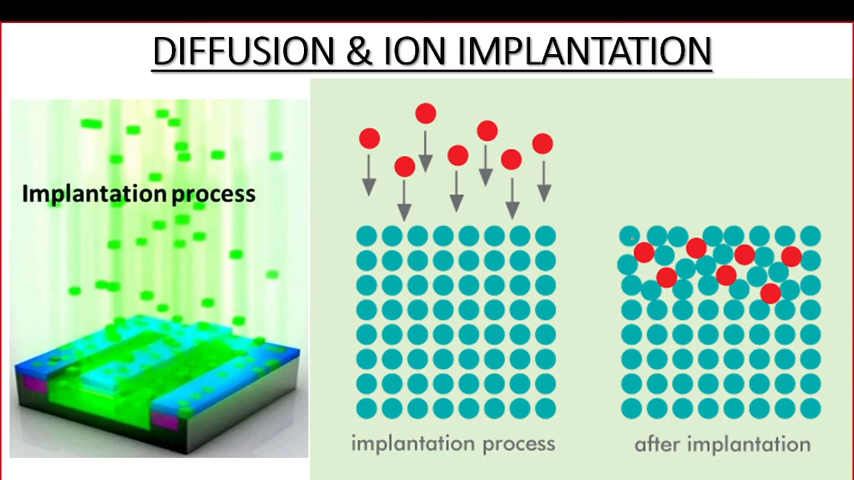 DIFFUSION & ION IMPLANTATION
Implantation process
implantation process
after implantation